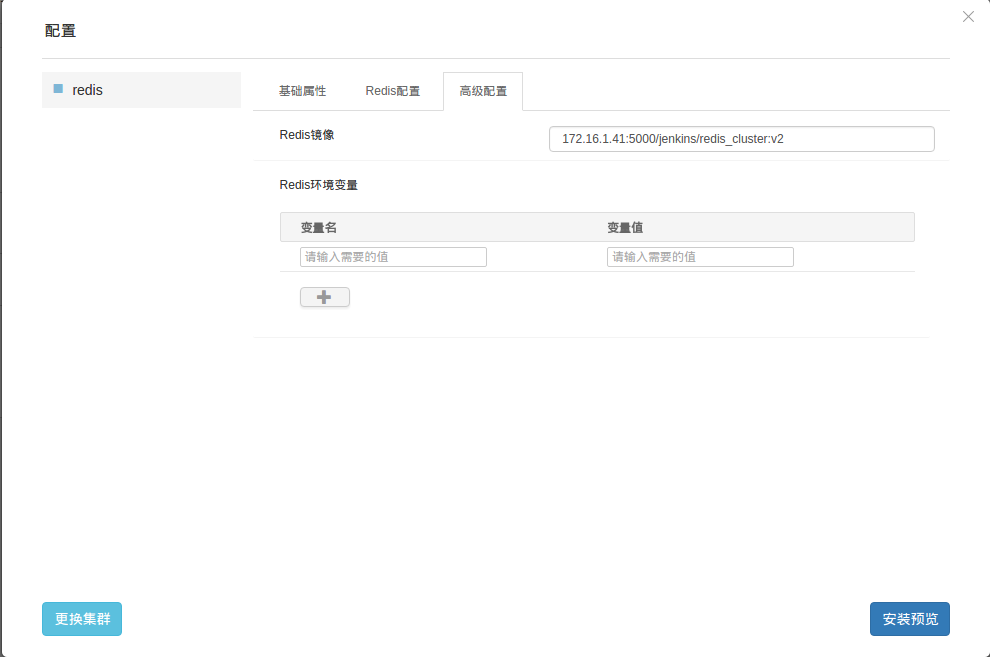 配置
redis
基础属性 Redis配置 高级配置
Redis镜像 172.16.1.41:5000/jenkins/redis_cluster:v2
Redis环境变量
变量名 变量值
请输入需要的值 请输入需要的值
更换集群 安装预览